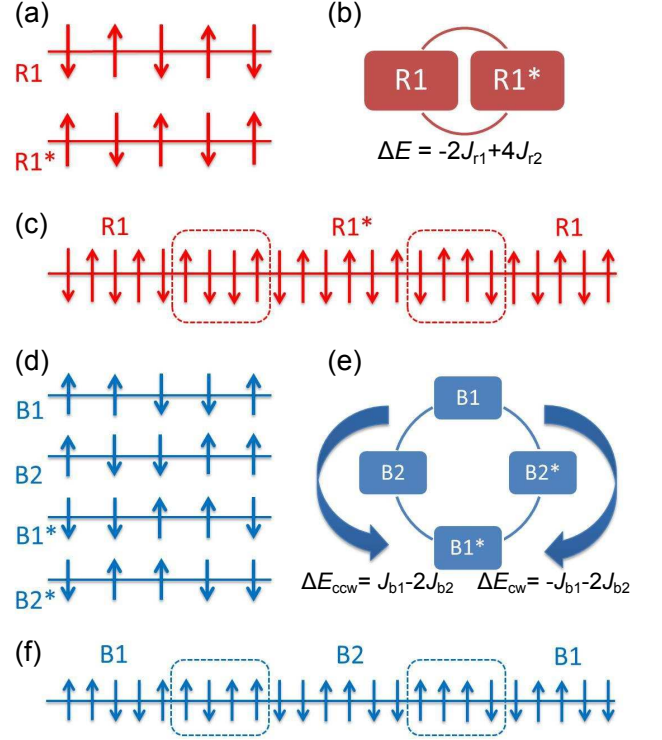 (a)
R1
R1*
(b)
R1 R1*
ΔE = -2Jr1+4Jr2
(c)
R1 R1* R1
(d)
B1
B2
B1*
B2*
(e)
B1
B2 B2*
B1*
ΔEccw= Jb1-2Jb2 ΔEcw= -Jb1-2Jb2
(f)
B1 B2 B1